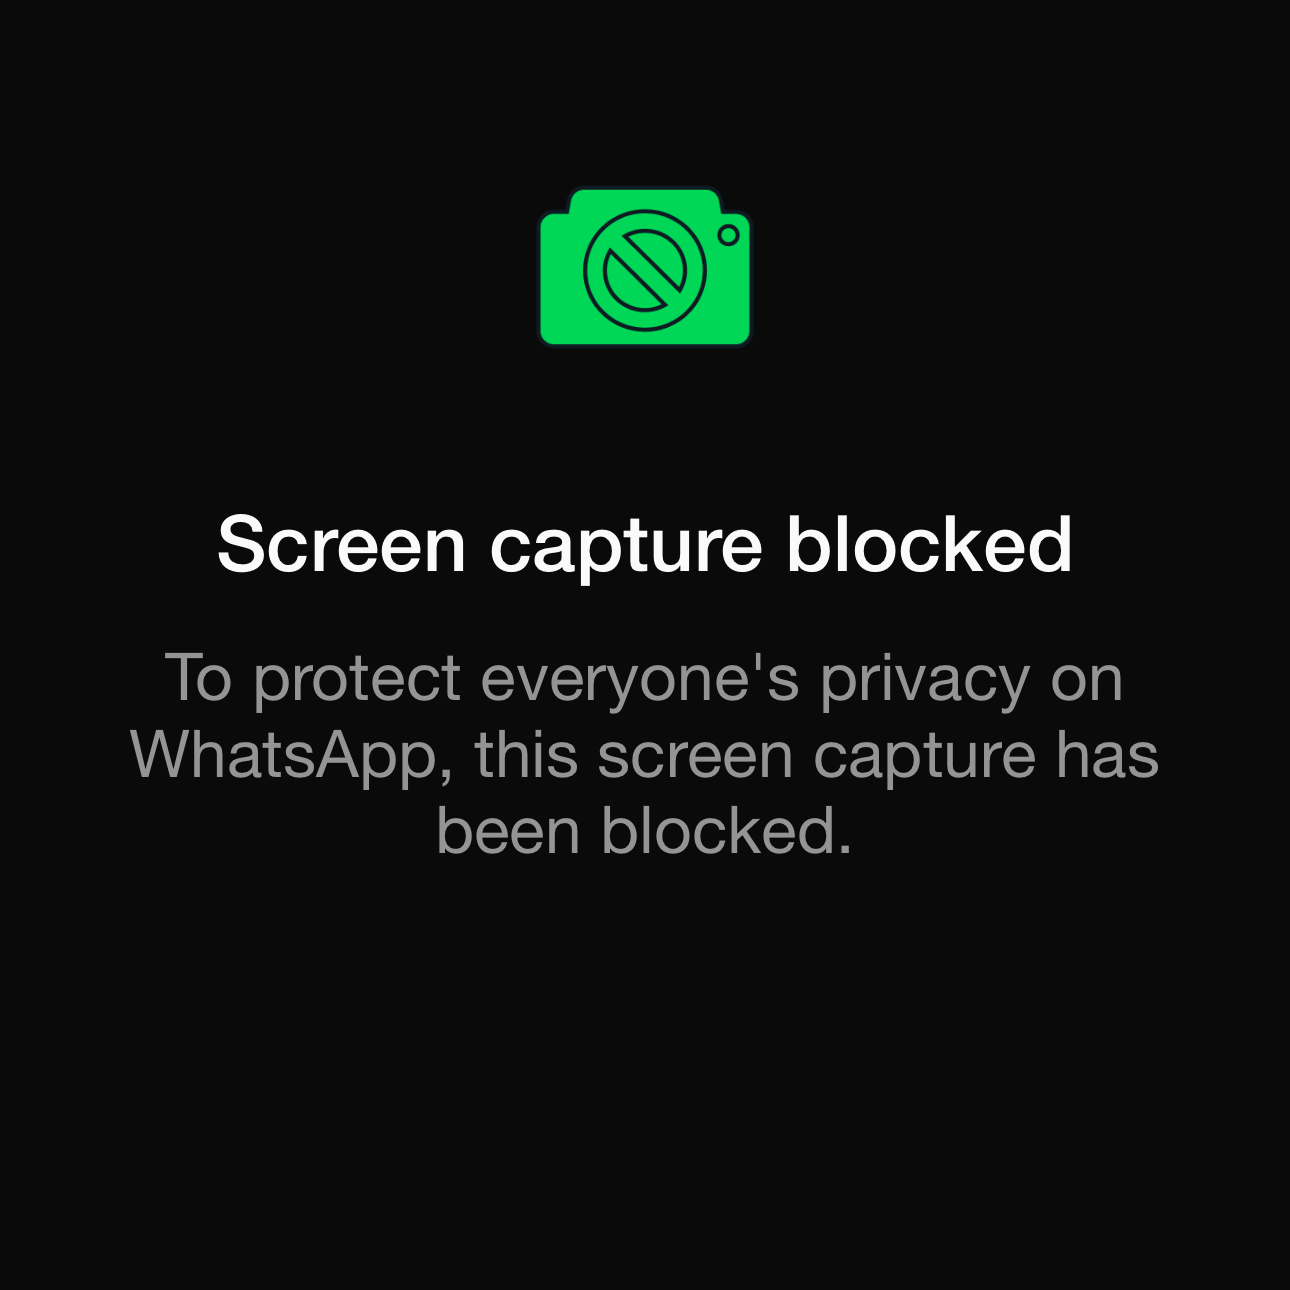 Screen capture blocked
To protect everyone's privacy on
WhatsApp, this screen capture has
been blocked.